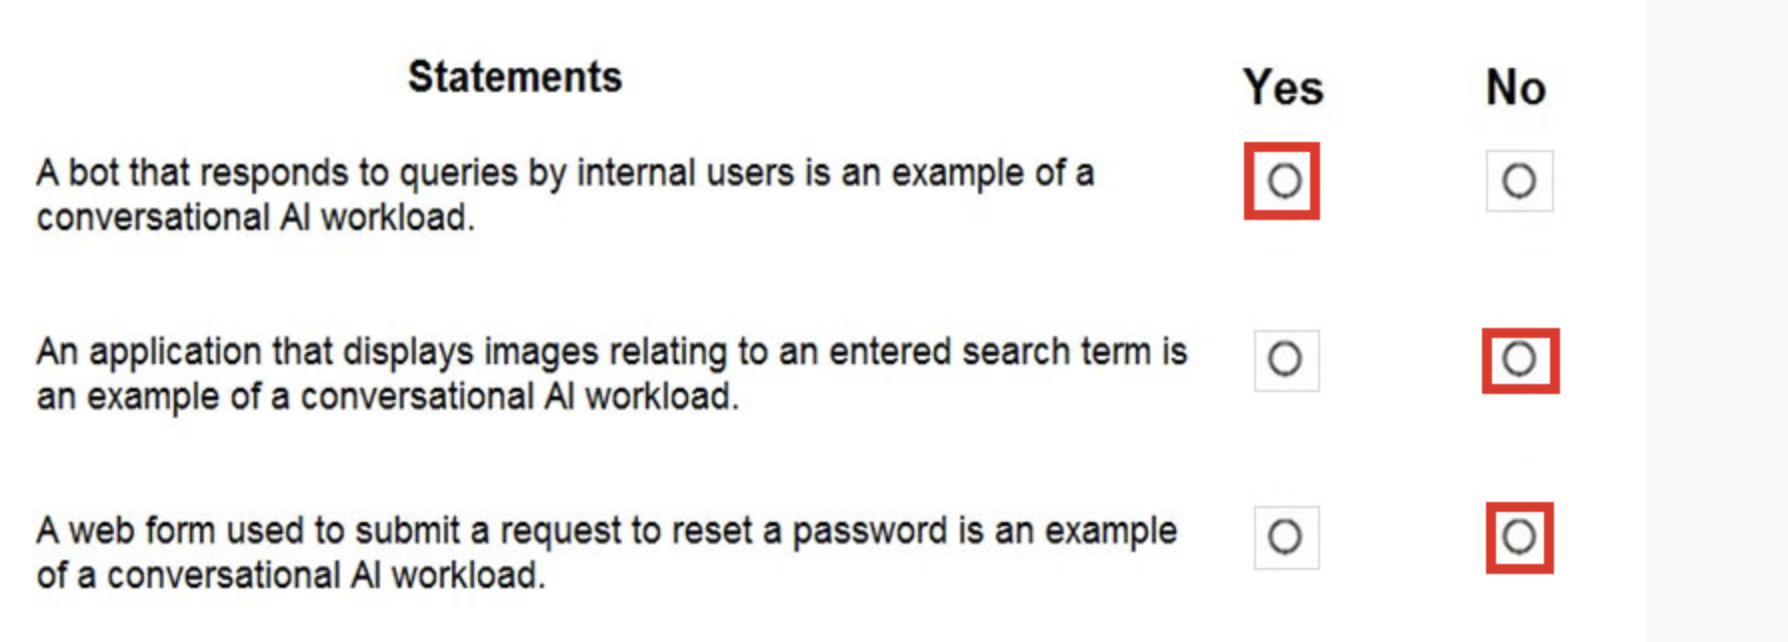 Statements
Yes
No
A bot that responds to queries by internal users is an example of a
conversational AI workload.
An application that displays images relating to an entered search term is
an example of a conversational AI workload.
A web form used to submit a request to reset a password is an example
of a conversational AI workload.